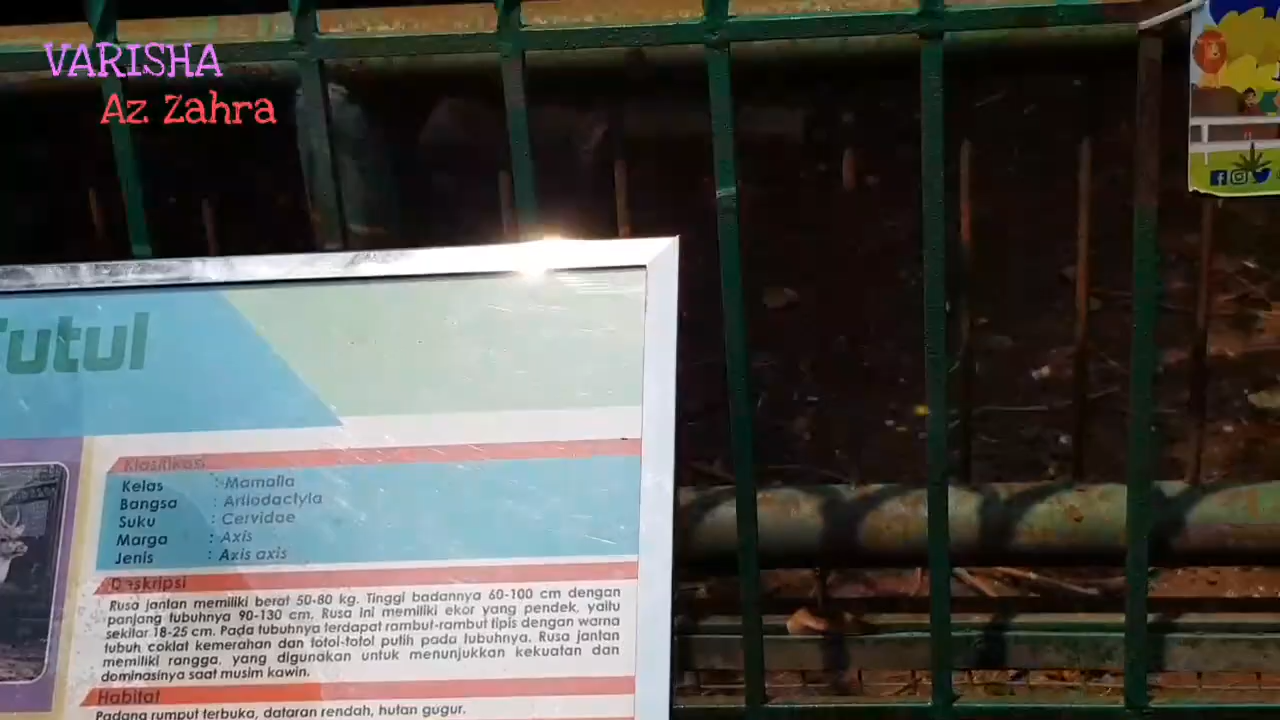 VARISHA
Az Zahra
Tutul
Klasifikasi
Kelas : Mamalia
Bangsa : Artiodactyla
Suku : Cervidae
Marga : Axis
Jenis : Axis axis
Deskripsi
Rusa jantan memiliki berat 50-80 kg. Tinggi badannya 60-100 cm dengan
panjang tubuhnya 90-130 cm. Rusa ini memiliki ekor yang pendek, yaitu
sekitar 18-25 cm. Pada tubuhnya terdapat rambut-rambut tipis dengan warna
tubuh coklat kemerahan dan totol-totol putih pada tubuhnya. Rusa jantan
memiliki rangga, yang digunakan untuk menunjukkan kekuatan dan
dominasinya saat musim kawin.
Habitat
Padang rumput terbuka, dataran rendah, hutan gugur.